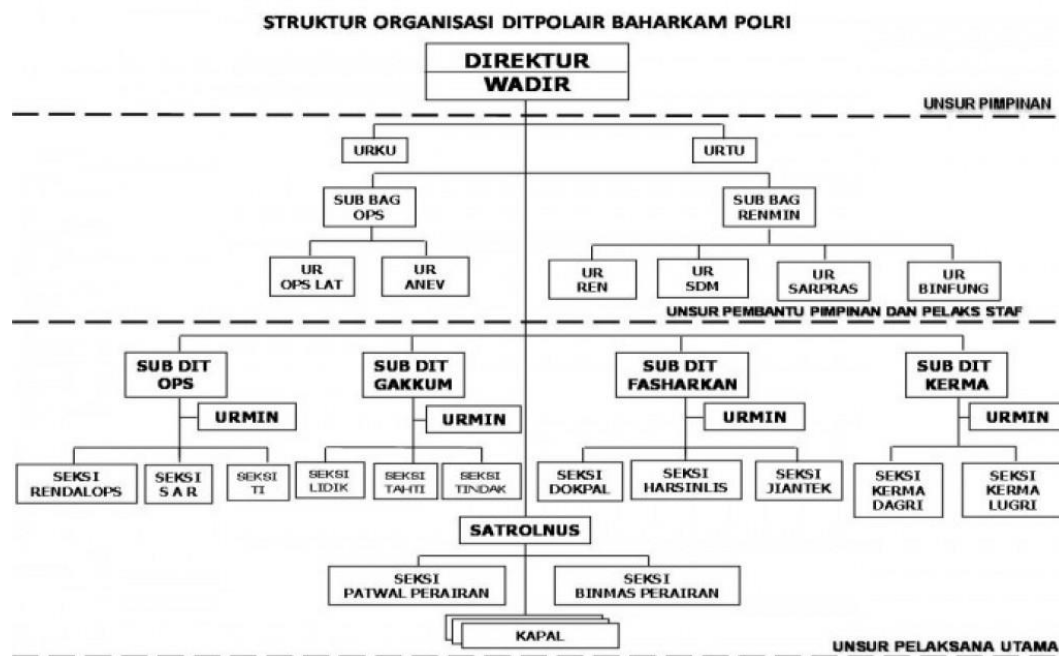 STRUKTUR ORGANISASI DITPOLAIR BAHARKAM POLRI
DIREKTUR
WADIR
UNSUR PIMPINAN
URKU
URTU
SUB BAG
OPS
SUB BAG
RENMIN
UR
OPS LAT
UR
ANEV
UR
REN
UR
SDM
UR
SARPRAS
UR
BINFUNG
UNSUR PEMBANTU PIMPINAN DAN PELAKS STAF
SUB DIT
OPS
SUB DIT
GAKKUM
SUB DIT
FASHARKAN
SUB DIT
KERMA
URMIN
URMIN
URMIN
URMIN
SEKSI
RENDALOPS
SEKSI
S A R
SEKSI
TI
SEKSI
LIDIK
SEKSI
TAHTI
SEKSI
TINDAK
SEKSI
DOKPAL
SEKSI
HARSINLIS
SEKSI
JIANTEK
SEKSI
KERMA
DAGRI
SEKSI
KERMA
LUGRI
SATROLNUS
SEKSI
PATWAL PERAIRAN
SEKSI
BINMAS PERAIRAN
KAPAL
UNSUR PELAKSANA UTAMA